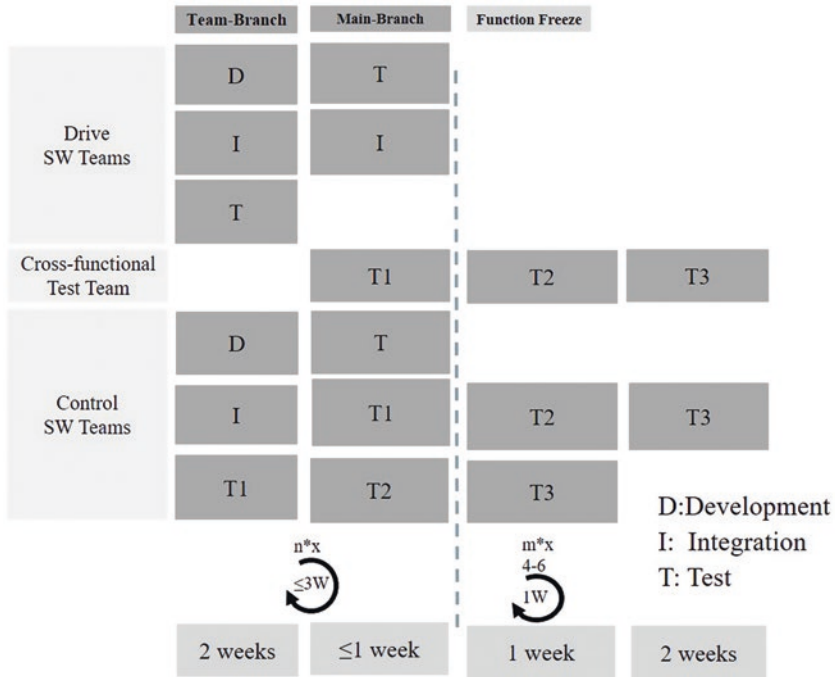 Team-Branch
Main-Branch
Function Freeze
Drive
SW Teams
D
T
I
I
T
Cross-functional
Test Team
T1
T2
T3
Control
SW Teams
D
T
I
T1
T2
T3
T1
T2
T3
n*x
≤3W
m*x
4-6
1W
D:Development
I: Integration
T: Test
2 weeks
≤1 week
1 week
2 weeks